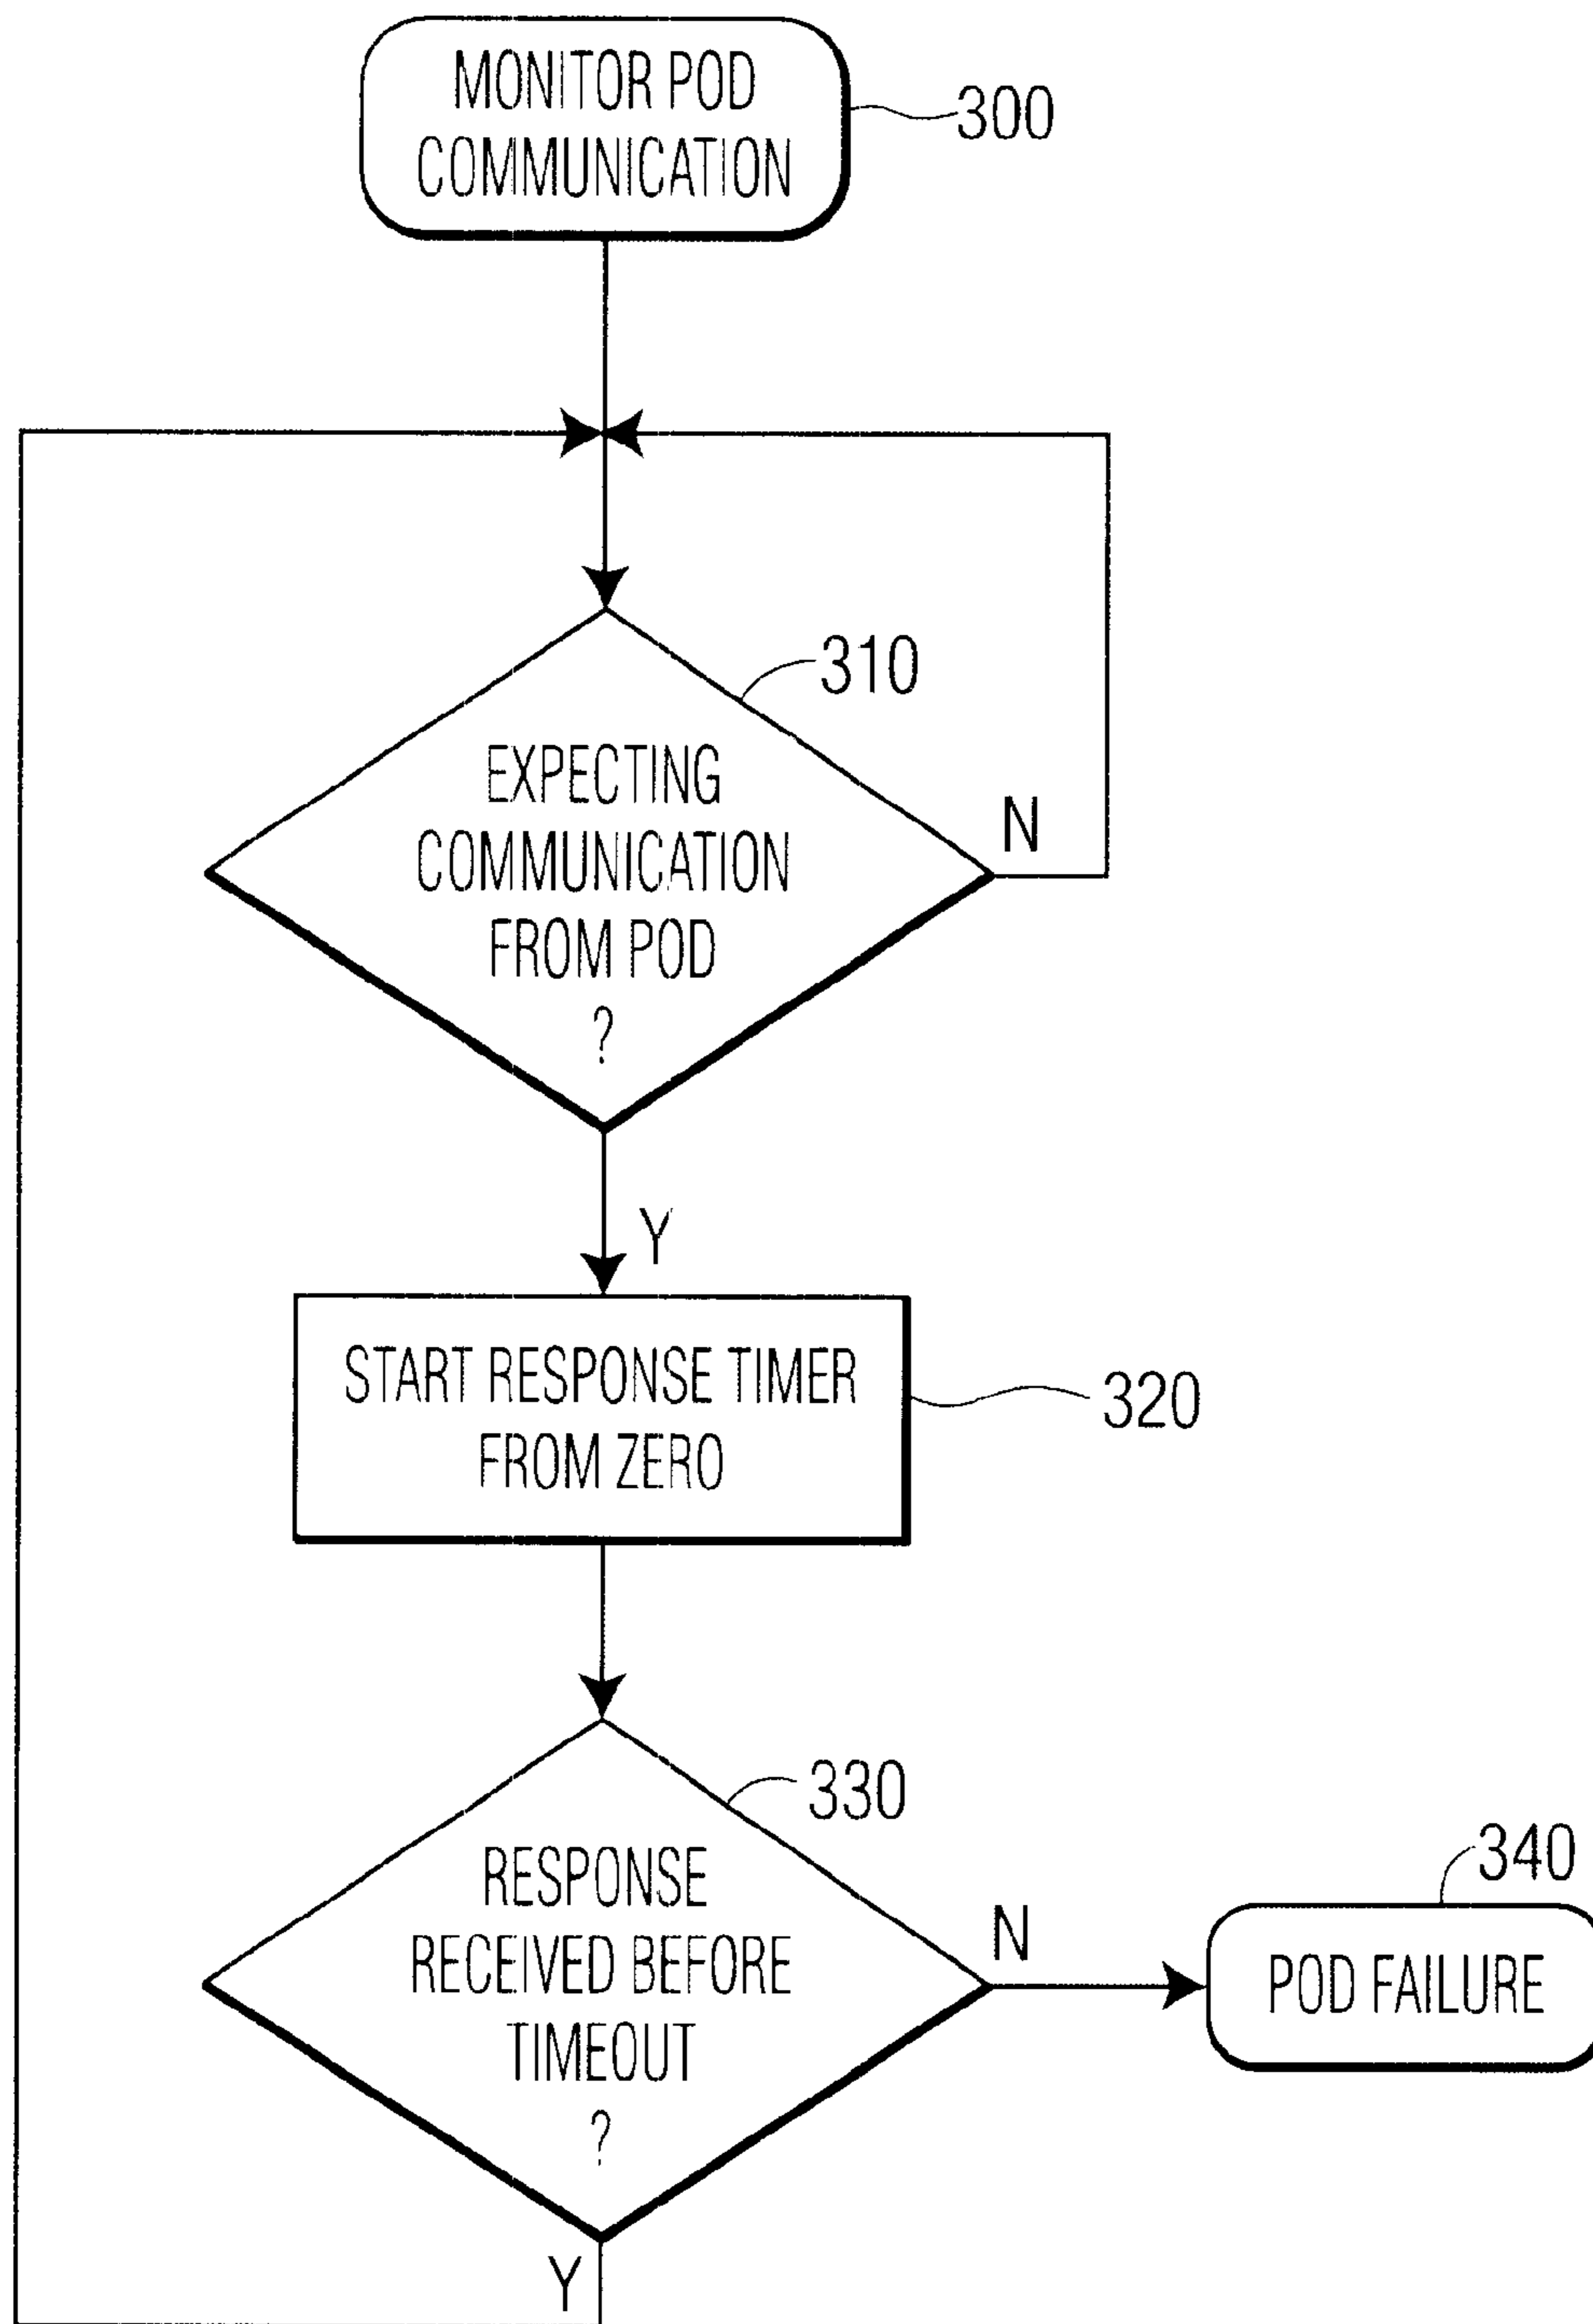 MONITOR POD
COMMUNICATION
300
310
EXPECTING
COMMUNICATION
FROM POD
?
N
Y
START RESPONSE TIMER
FROM ZERO
320
330
RESPONSE
RECEIVED BEFORE
TIMEOUT
?
N
340
POD FAILURE
Y